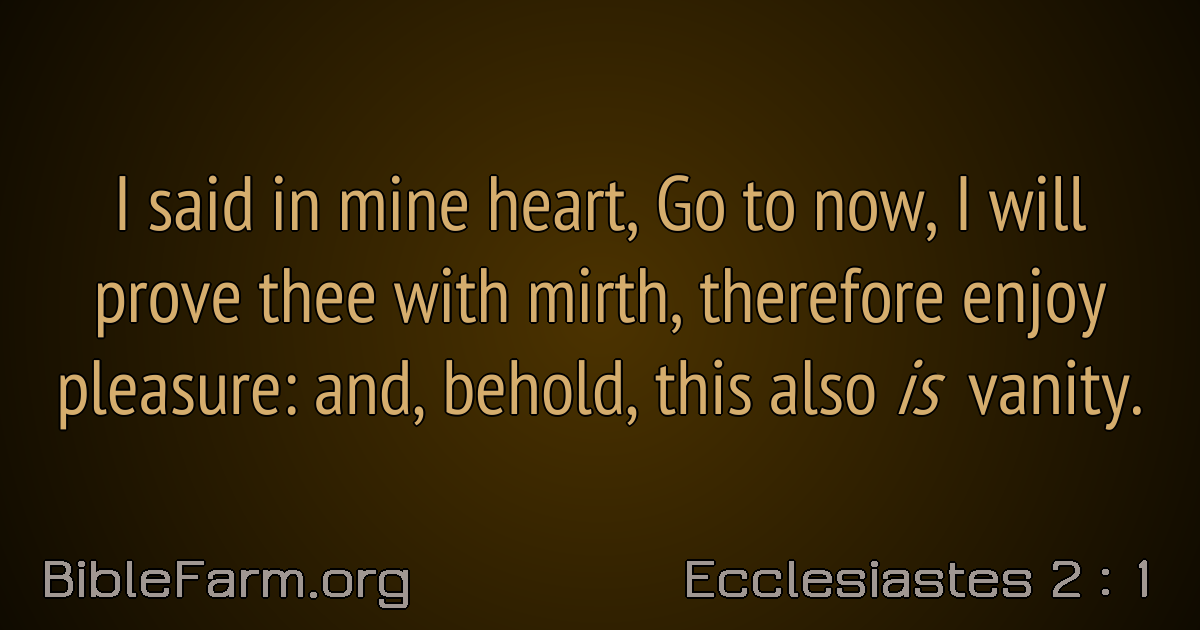 I said in mine heart, Go to now, I will
prove thee with mirth, therefore enjoy
pleasure: and, behold, this also is vanity.
BibleFarm.org
Ecclesiastes 2 : 1